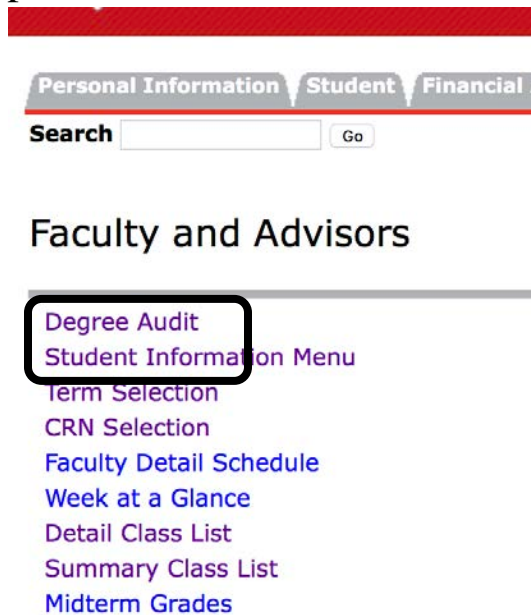 Personal Information Student Financial
Search Go
Faculty and Advisors
Degree Audit
Student Information Menu
Term Selection
CRN Selection
Faculty Detail Schedule
Week at a Glance
Detail Class List
Summary Class List
Midterm Grades